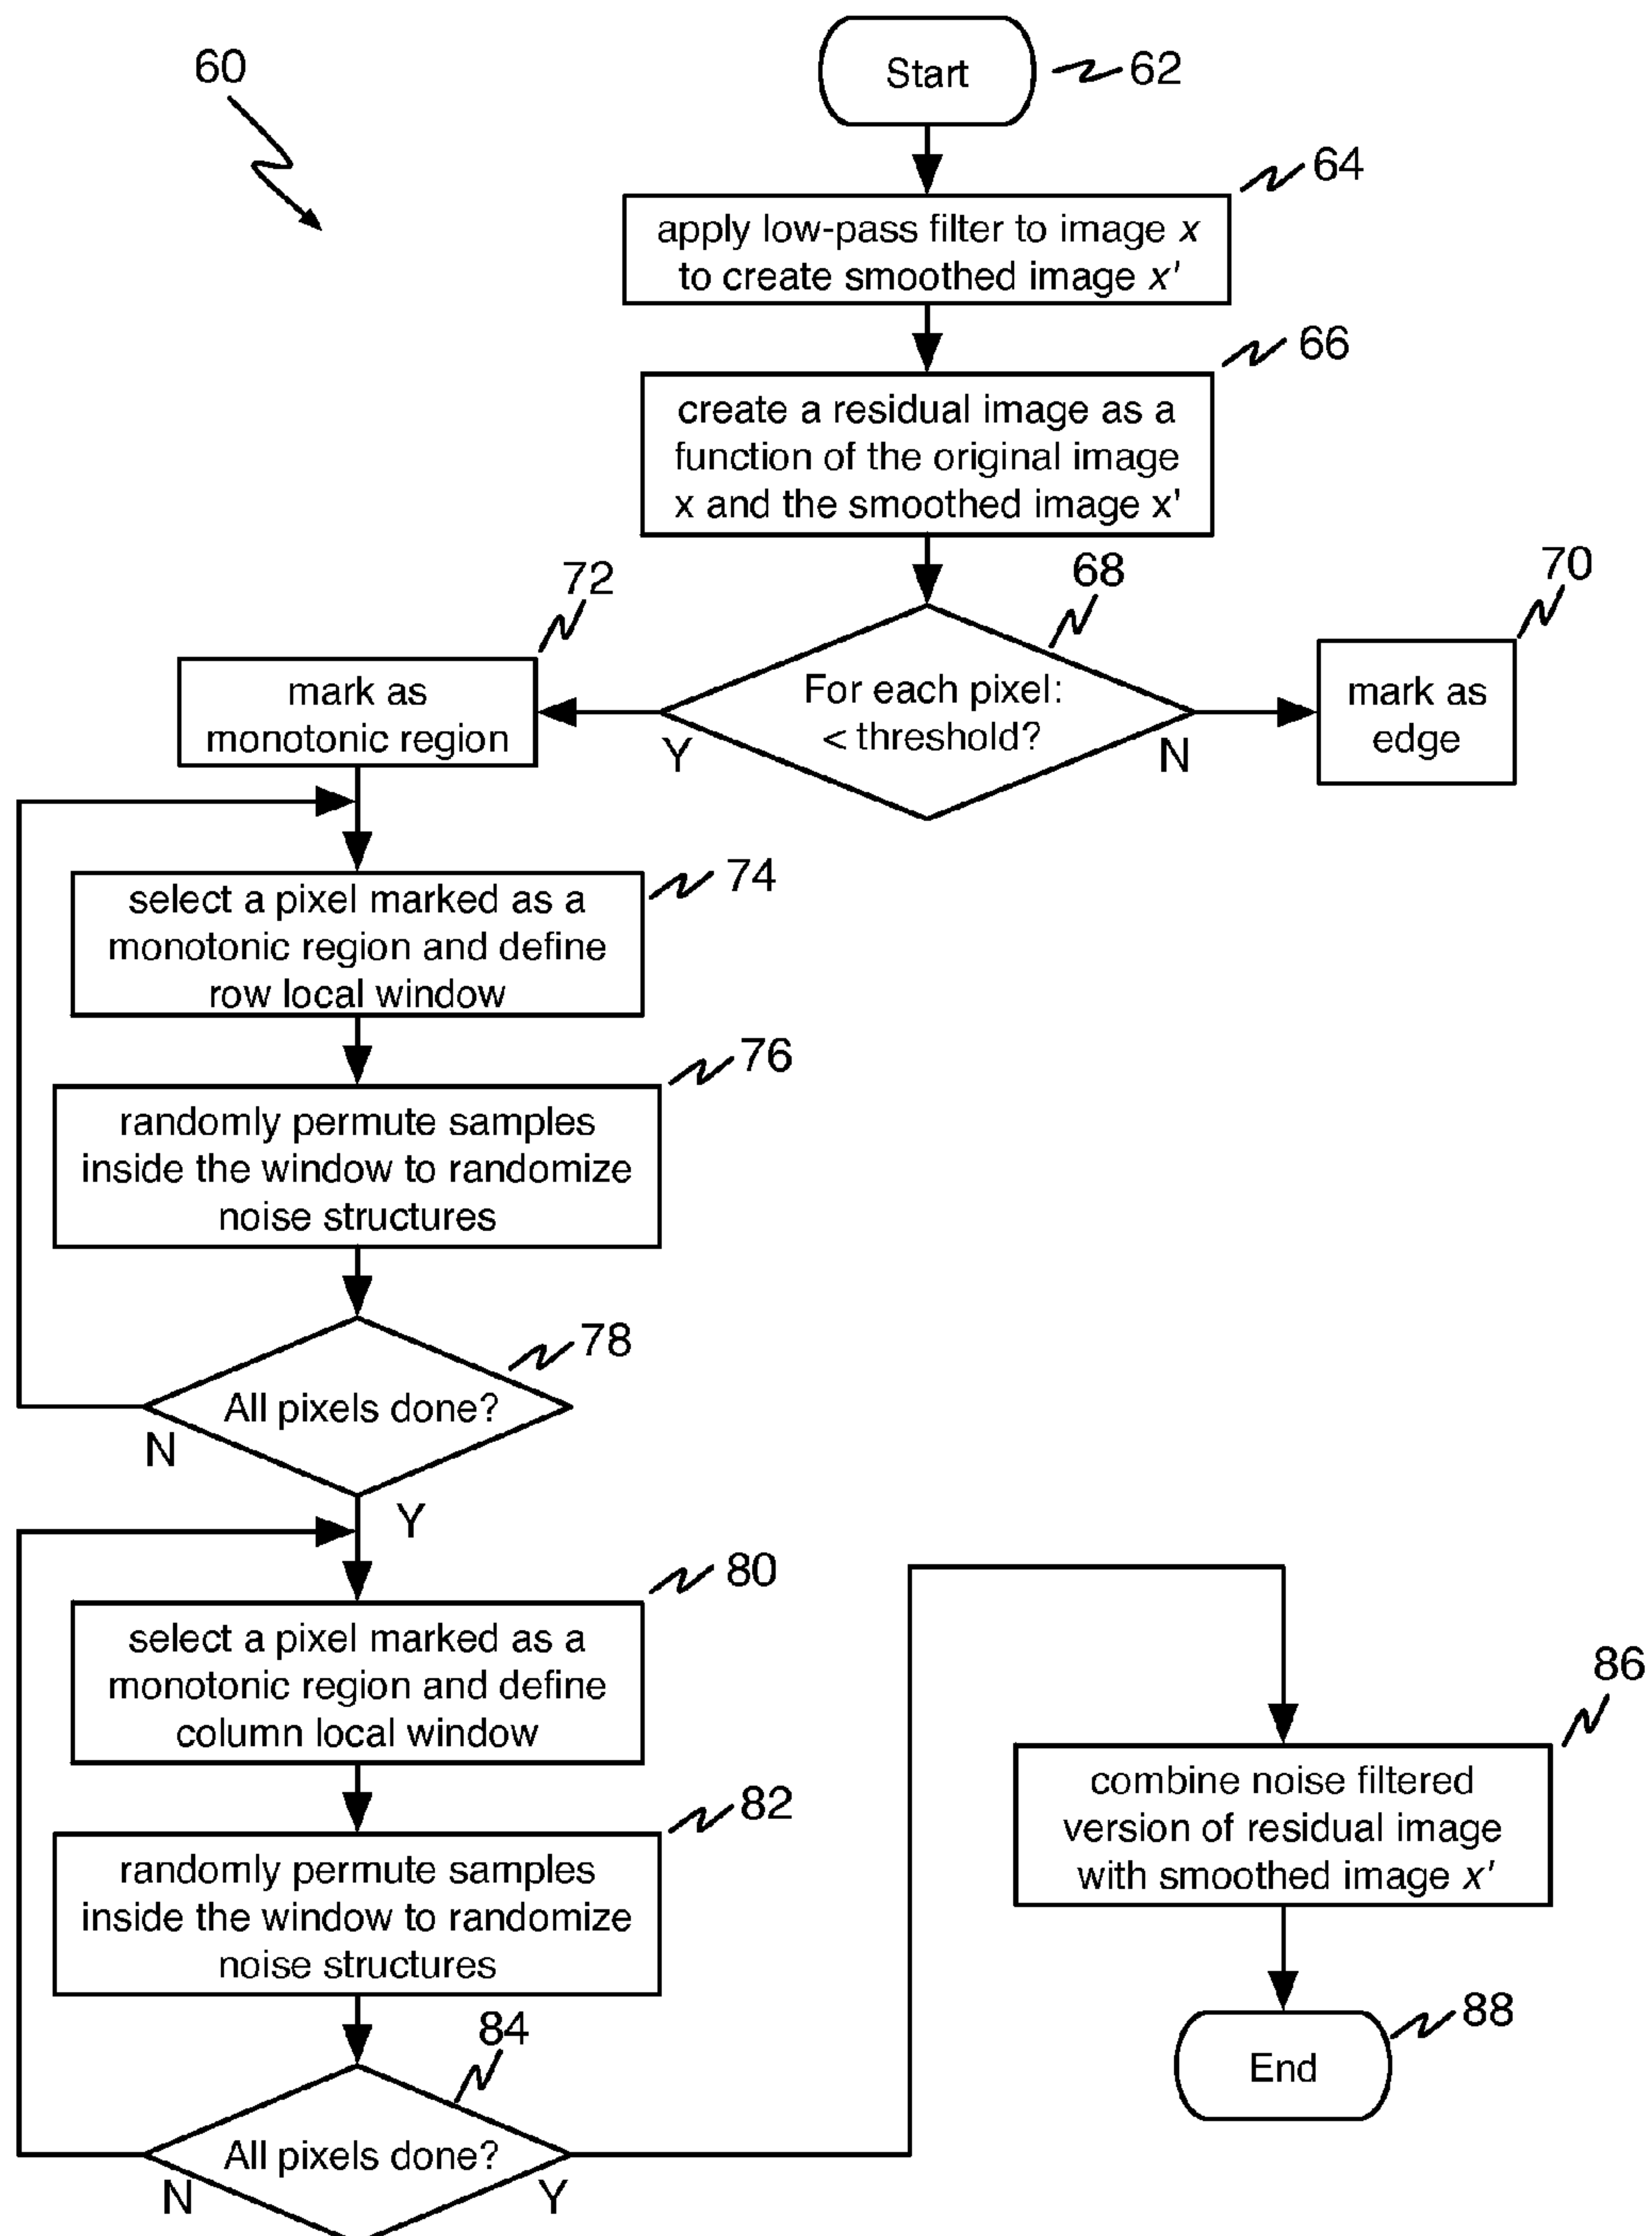 60
Start
62
64
apply low-pass filter to image x
to create smoothed image x'
66
create a residual image as a
function of the original image
x and the smoothed image x'
68
70
72
For each pixel:
< threshold?
Y
N
mark as
edge
mark as
monotonic region
74
select a pixel marked as a
monotonic region and define
row local window
76
randomly permute samples
inside the window to randomize
noise structures
78
All pixels done?
N
Y
80
select a pixel marked as a
monotonic region and define
column local window
82
randomly permute samples
inside the window to randomize
noise structures
84
All pixels done?
N
Y
86
combine noise filtered
version of residual image
with smoothed image x'
88
End